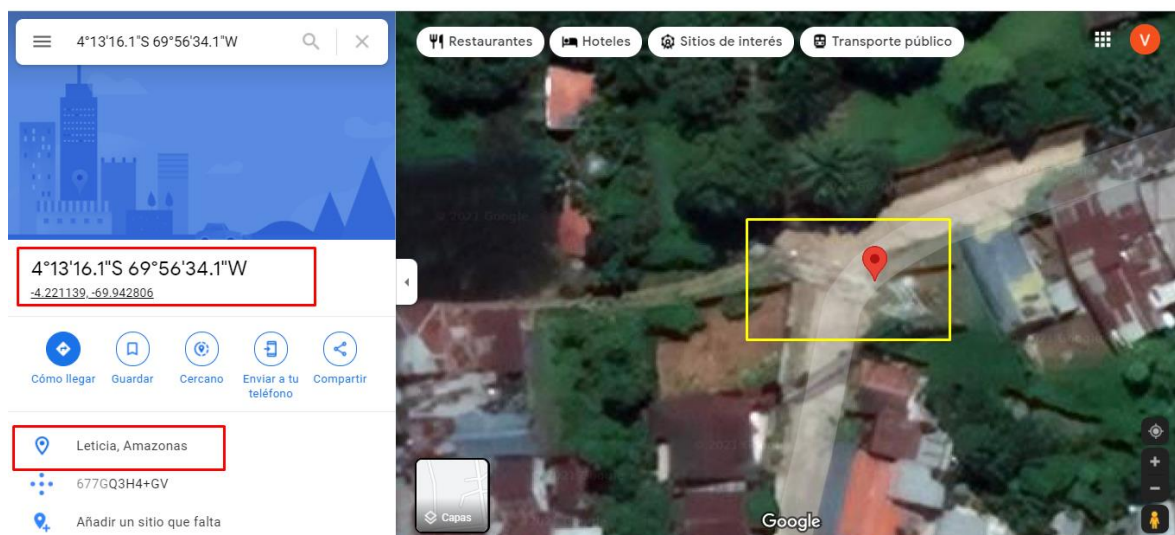 4°13'16.1"S 69°56'34.1"W
Restaurantes
Hoteles
Sitios de interés
Transporte público
V
4°13'16.1"S 69°56'34.1"W
-4.221139, -69.942806
Cómo llegar
Guardar
Cercano
Enviar a tu
teléfono
Compartir
Leticia, Amazonas
677GQ3H4+GV
Añadir un sitio que falta
Capas
Google